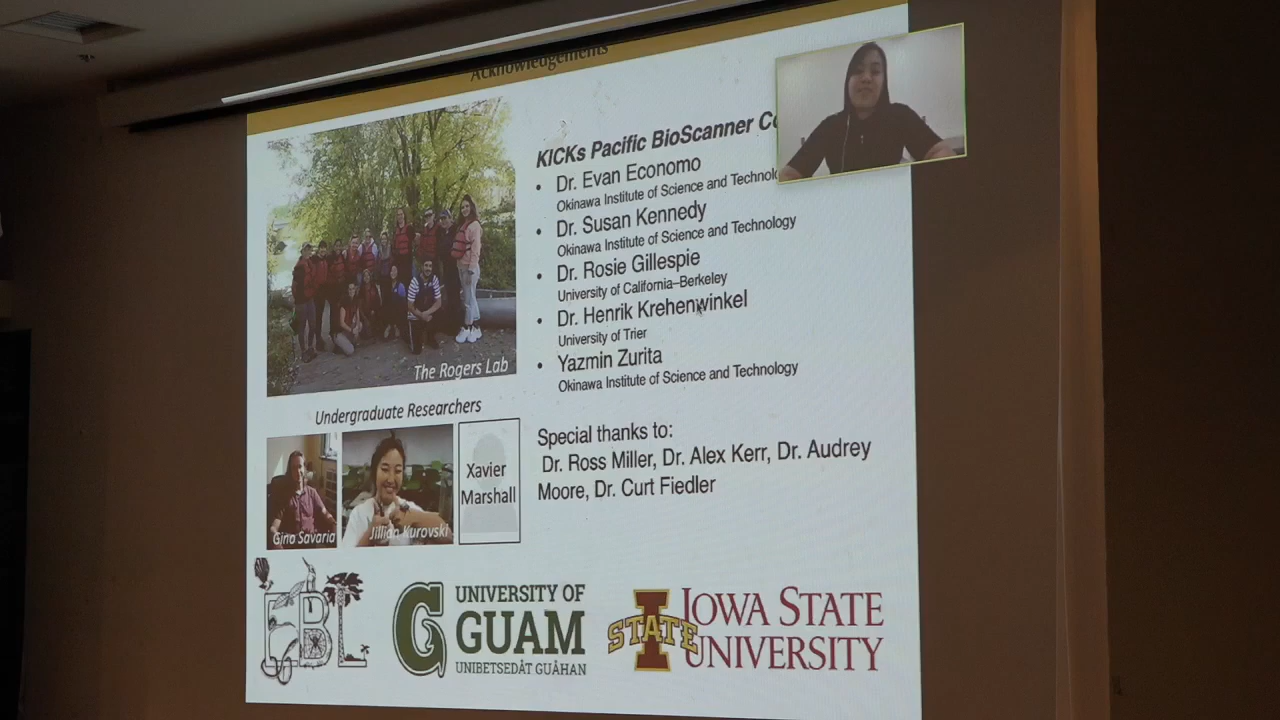 Acknowledgements
KICKs Pacific BioScanner
• Dr. Evan Economo
Okinawa Institute of Science and Technol
• Dr. Susan Kennedy
Okinawa Institute of Science and Technology
• Dr. Rosie Gillespie
University of California–Berkeley
• Dr. Henrik Krehenwinkel
University of Trier
• Yazmin Zurita
Okinawa Institute of Science and Technology
The Rogers Lab
Undergraduate Researchers
Gino Savaria
Jillian Kurovski
Xavier
Marshall
Special thanks to:
Dr. Ross Miller, Dr. Alex Kerr, Dr. Audrey
Moore, Dr. Curt Fiedler
EBL
G
UNIVERSITY OF
GUAM
UNIBETSEDÅT GUÅHAN
I
STATE
IOWA STATE
UNIVERSITY